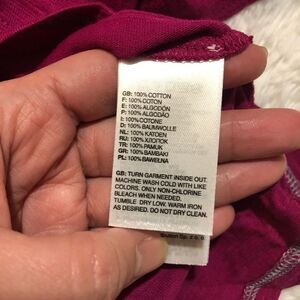 GB: 100% COTTON
F: 100% COTON
E: 100% ALGODÓN
P: 100% ALGODÃO
I: 100% COTONE
D: 100% BAUMWOLLE
NL: 100% KATOEN
RU: 100% ХЛОПОК
TR: 100% PAMUK
GR: 100% BAMBAKI
PL: 100% BAWEŁNA
GB: TURN GARMENT INSIDE OUT.
MACHINE WASH COLD WITH LIKE
COLORS. ONLY NON-CHLORINE
BLEACH WHEN NEEDED.
TUMBLE DRY LOW. WARM IRON
AS DESIRED. DO NOT DRY CLEAN.